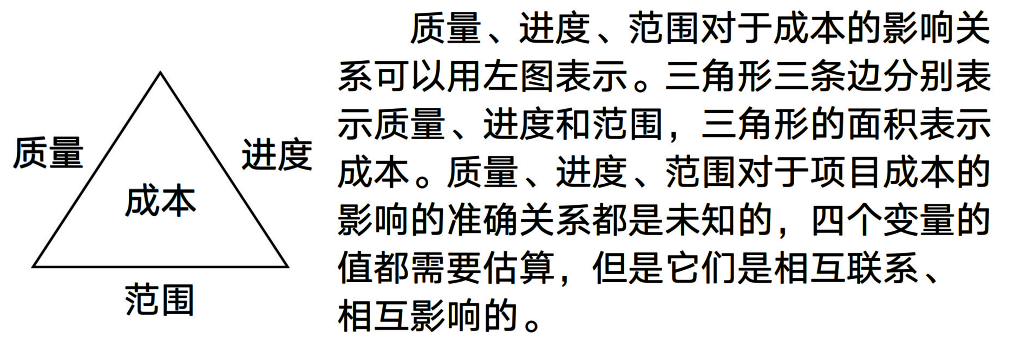 质量
进度
成本
范围
质量、进度、范围对于成本的影响关
系可以用左图表示。三角形三条边分别表
示质量、进度和范围，三角形的面积表示
成本。质量、进度、范围对于项目成本的
影响的准确关系都是未知的，四个变量的
值都需要估算，但是它们是相互联系、
相互影响的。